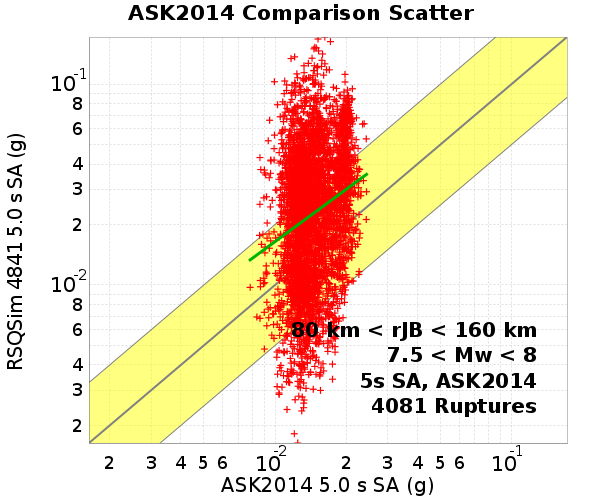 ASK2014 Comparison Scatter
RSQSim 4841 5.0 s SA (g)
10^-1
8
6
4
3
2
10^-2
8
6
4
3
2
80 km < rJB < 160 km
7.5 < Mw < 8
5s SA, ASK2014
4081 Ruptures
2 3 4 5 6 10^-2 2 3 4 5 6 10^-1
ASK2014 5.0 s SA (g)